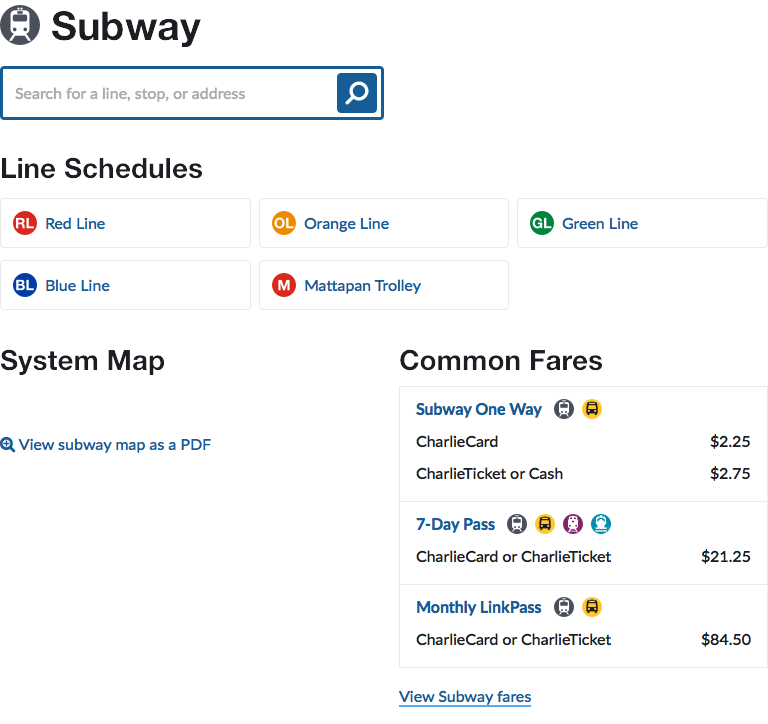 Subway
Search for a line, stop, or address
Line Schedules
RL Red Line
OL Orange Line
GL Green Line
BL Blue Line
M Mattapan Trolley
System Map
View subway map as a PDF
Common Fares
Subway One Way
CharlieCard $2.25
CharlieTicket or Cash $2.75
7-Day Pass
CharlieCard or CharlieTicket $21.25
Monthly LinkPass
CharlieCard or CharlieTicket $84.50
View Subway fares